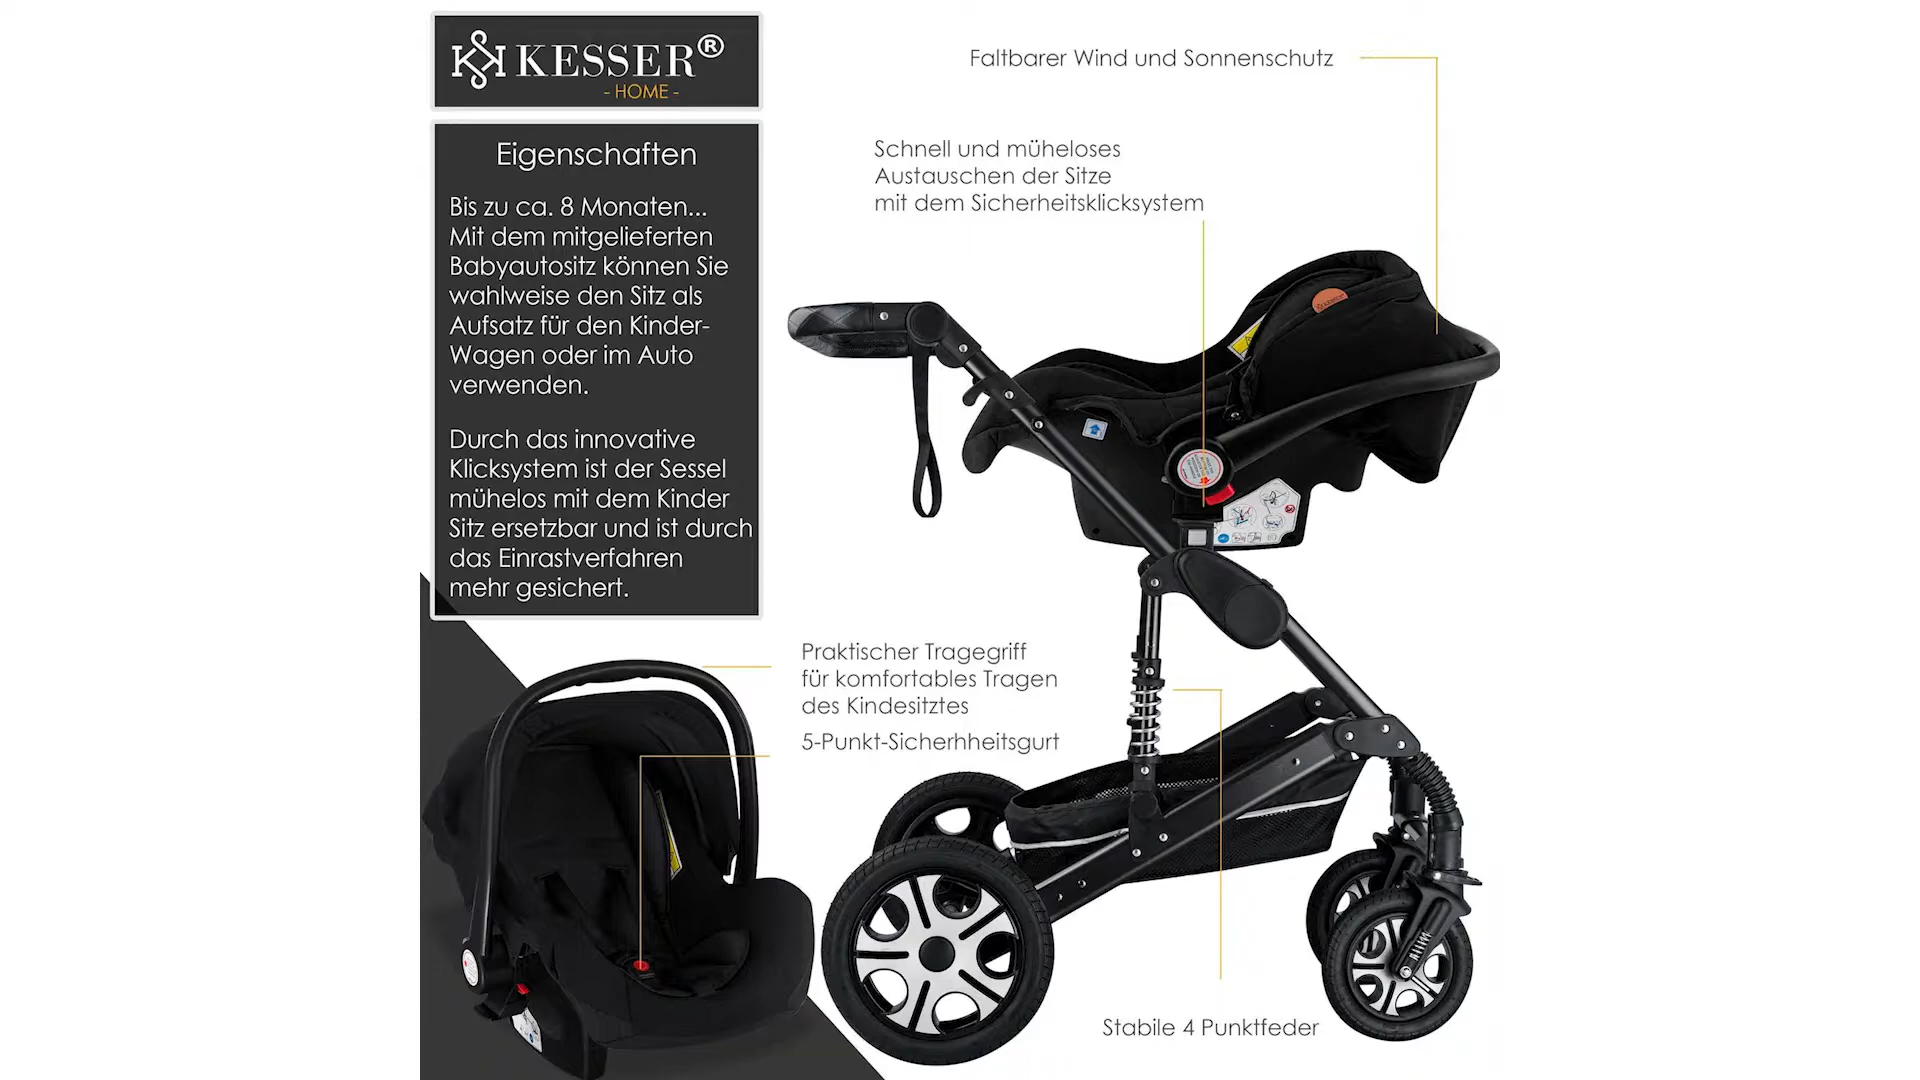 KESSER®
- HOME -
Eigenschaften
Bis zu ca. 8 Monaten...
Mit dem mitgelieferten
Babyautositz können Sie
wahlweise den Sitz als
Aufsatz für den Kinder-
Wagen oder im Auto
verwenden.
Durch das innovative
Klicksystem ist der Sessel
mühelos mit dem Kinder
Sitz ersetzbar und ist durch
das Einrastverfahren
mehr gesichert.
Faltbarer Wind und Sonnenschutz
Schnell und müheloses
Austauschen der Sitze
mit dem Sicherheitsklicksystem
Praktischer Tragegriff
für komfortables Tragen
des Kindesitztes
5-Punkt-Sicherhheitsgurt
Stabile 4 Punktfeder